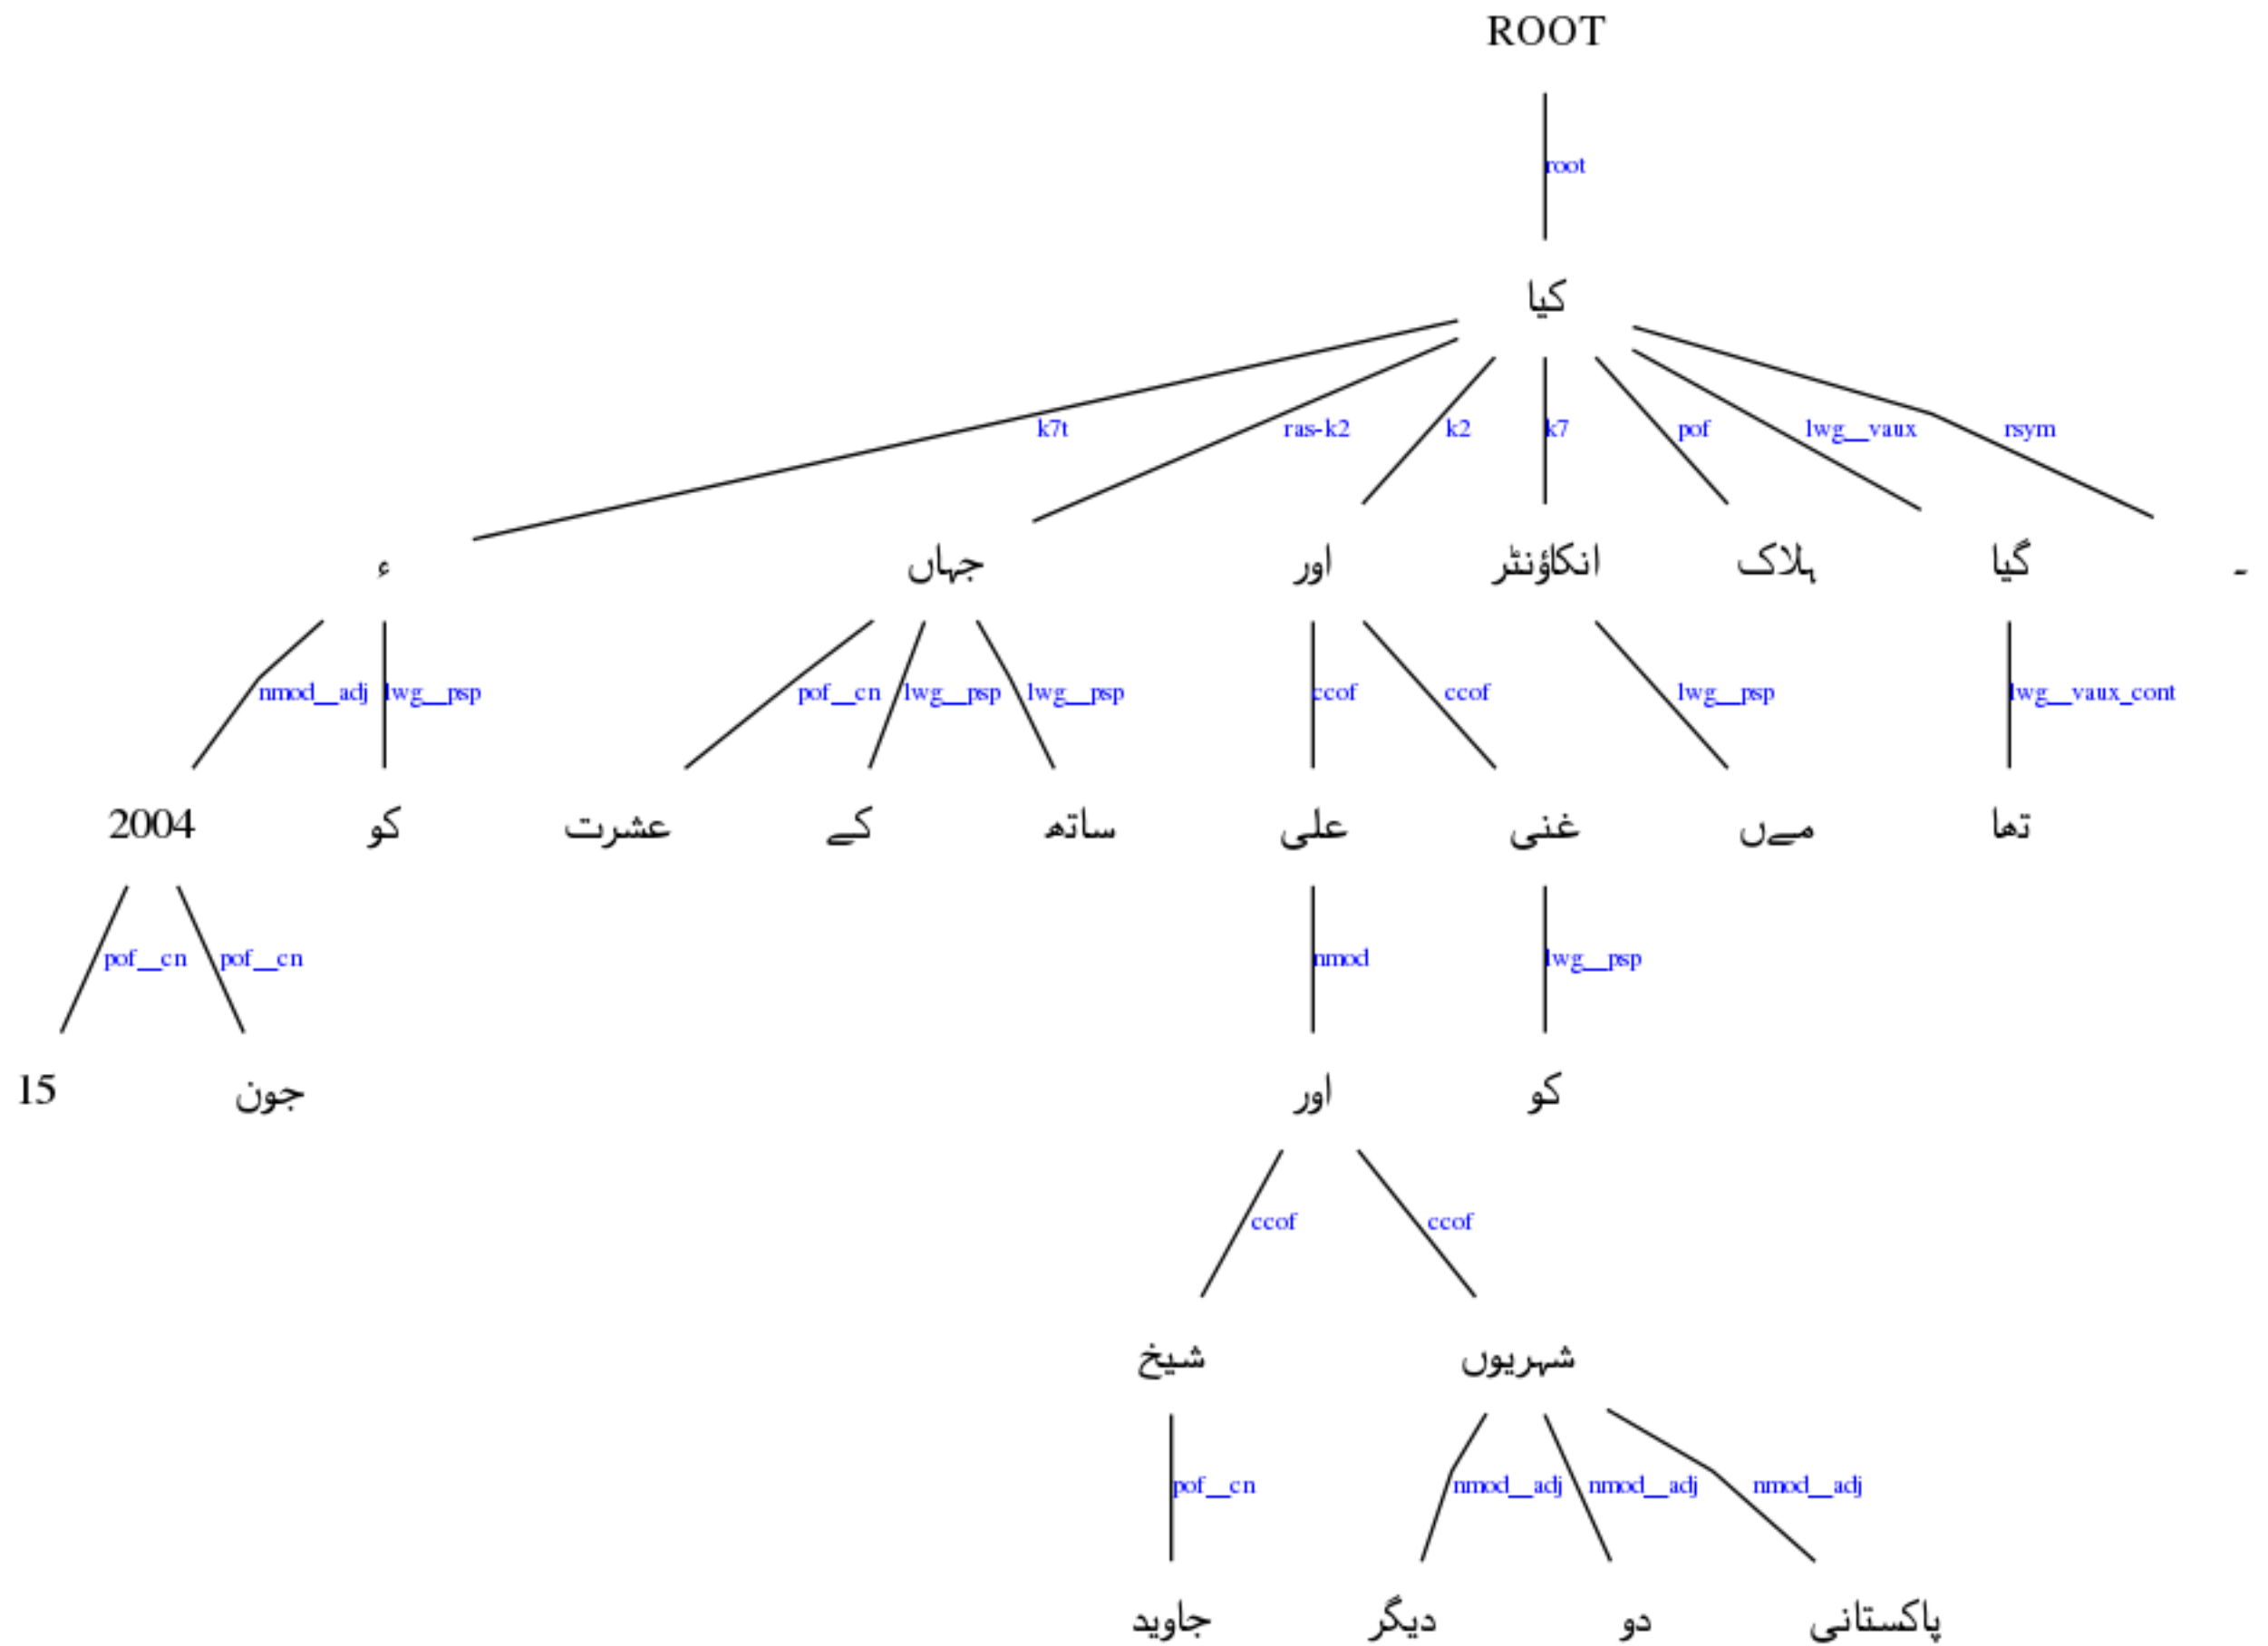 ROOT
root
کیا
k7t ras-k2 k2 k7 pof lwg__vaux rsym
ء جہاں اور انکاؤنٹر ہلاک گیا ۔
nmod__adj lwg__psp pof__cn lwg__psp lwg__psp ccof ccof lwg__psp lwg__vaux_cont
2004 کو عشرت کے ساتھ علی غنی مےں تھا
pof__cn pof__cn nmod lwg__psp
15 جون اور کو
ccof ccof
شیخ شہریوں
pof__cn nmod__adj nmod__adj nmod__adj
جاوید دیگر دو پاکستانی